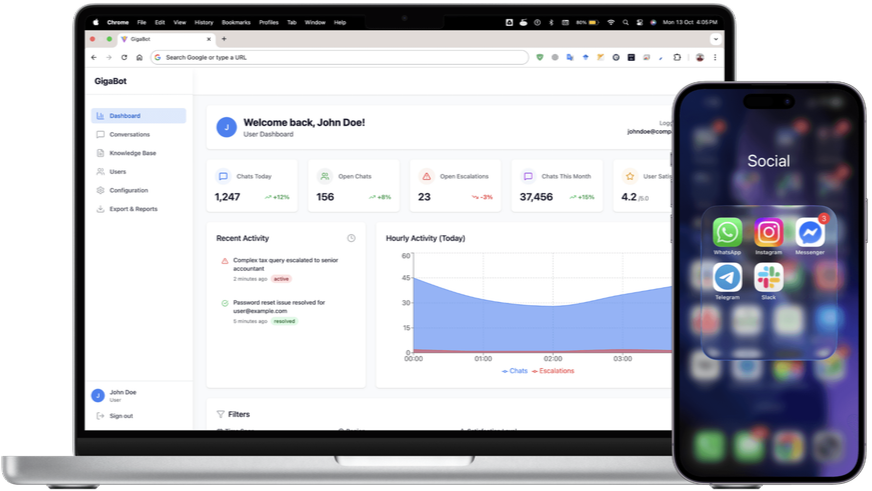 Chrome File Edit View History Bookmarks Profiles Tab Window Help
80%
Mon 13 Oct 4:05 PM
GigaBot
Search Google or type a URL
GigaBot
Dashboard
Conversations
Knowledge Base
Users
Configuration
Export & Reports
John Doe
User
Sign out
J
J
Welcome back, John Doe!
User Dashboard
johndoe@comp
Chats Today
1,247
+12%
Open Chats
156
+8%
Open Escalations
23
-3%
Chats This Month
37,456
+15%
User Satis
4.2 /5.0
Recent Activity
Complex tax query escalated to senior
accountant
2 minutes ago active
Password reset issue resolved for
user@example.com
5 minutes ago resolved
Hourly Activity (Today)
60
45
30
15
0
00:00 01:00 02:00 03:00
Chats Escalations
Filters
Social
3
WhatsApp Instagram Messenger
Telegram Slack